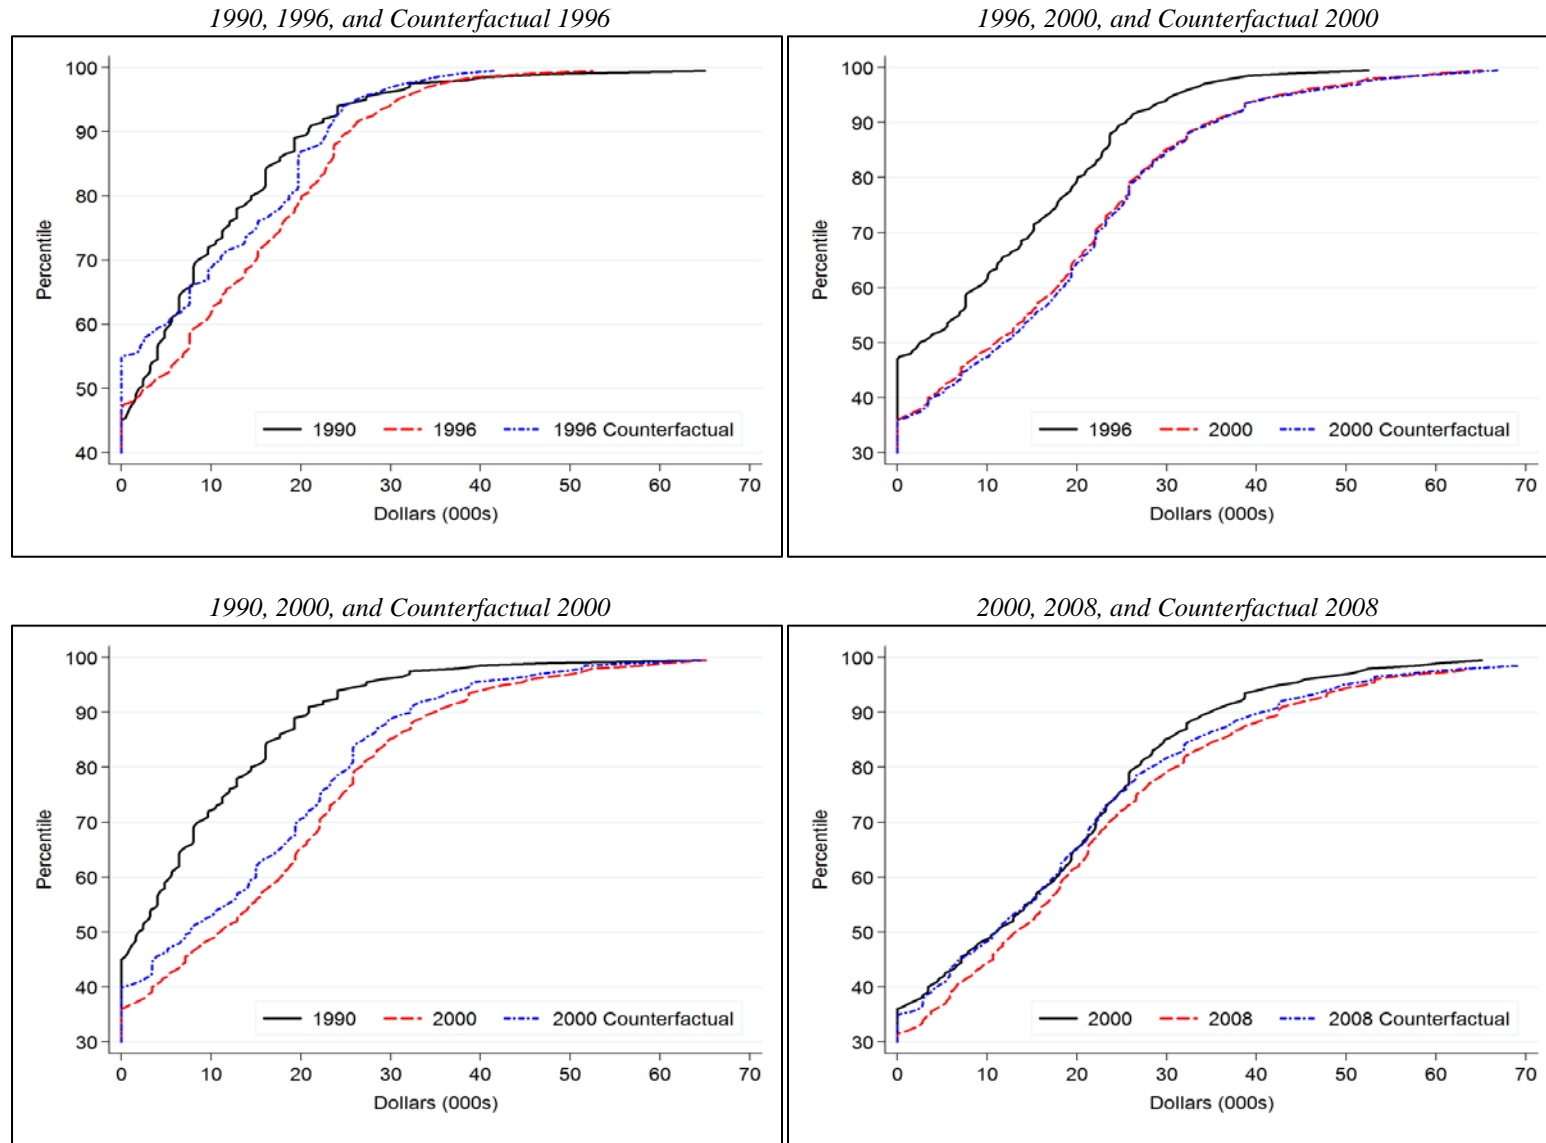 1990, 1996, and Counterfactual 1996
100
90
80
70
60
50
40
Percentile
1990
1996
1996 Counterfactual
0 10 20 30 40 50 60 70
Dollars (000s)
1996, 2000, and Counterfactual 2000
100
90
80
70
60
50
40
30
Percentile
1996
2000
2000 Counterfactual
0 10 20 30 40 50 60 70
Dollars (000s)
1990, 2000, and Counterfactual 2000
100
90
80
70
60
50
40
30
Percentile
1990
2000
2000 Counterfactual
0 10 20 30 40 50 60 70
Dollars (000s)
2000, 2008, and Counterfactual 2008
100
90
80
70
60
50
40
30
Percentile
2000
2008
2008 Counterfactual
0 10 20 30 40 50 60 70
Dollars (000s)